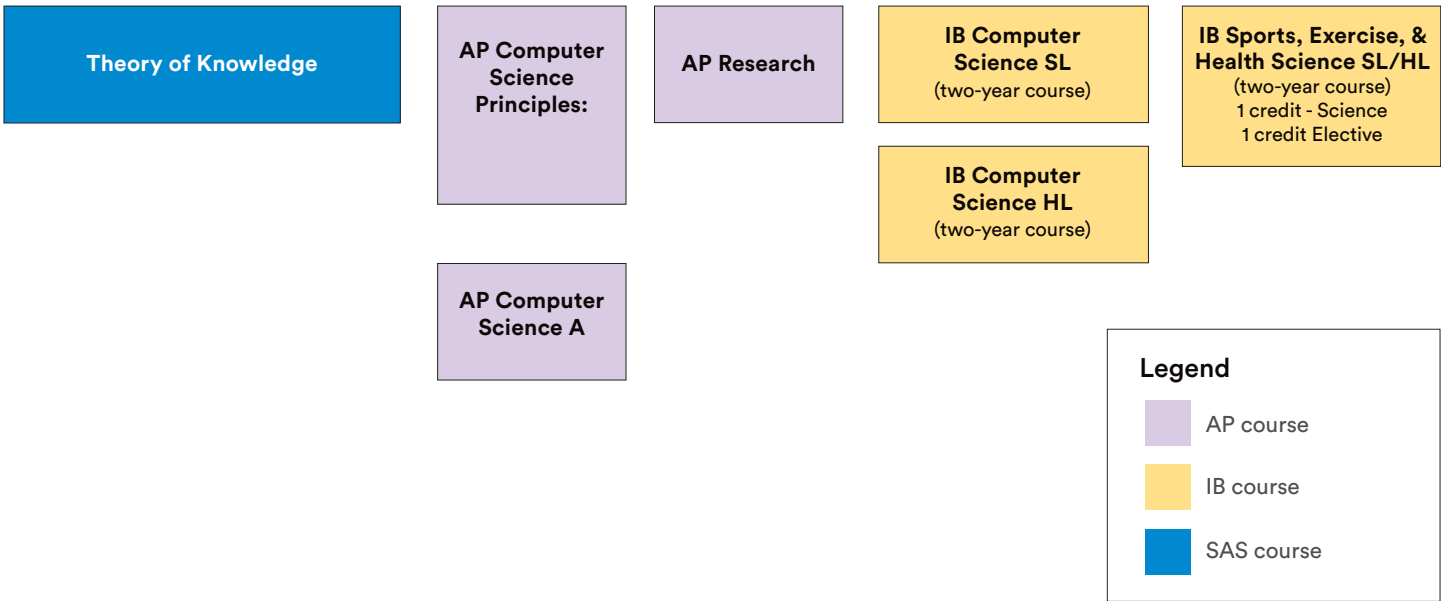 Theory of Knowledge
AP Computer
Science
Principles:
AP Research
IB Computer
Science SL
(two-year course)
IB Sports, Exercise, &
Health Science SL/HL
(two-year course)
1 credit - Science
1 credit Elective
IB Computer
Science HL
(two-year course)
AP Computer
Science A
Legend
AP course
IB course
SAS course